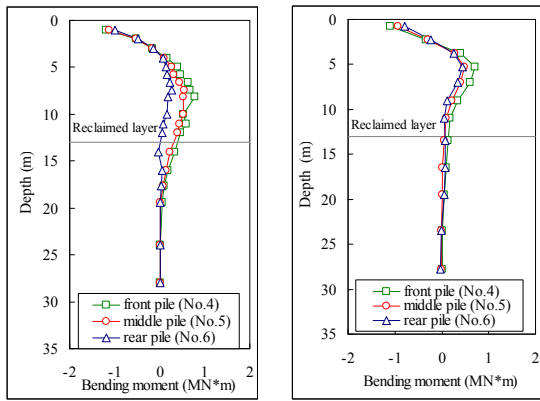 0
5
10
15
20
25
30
35
Depth (m)
Reclaimed layer
front pile (No.4)
middle pile (No.5)
rear pile (No.6)
-2 -1 0 1 2
Bending moment (MN*m)
0
5
10
15
20
25
30
35
Depth (m)
Reclaimed layer
front pile (No.4)
middle pile (No.5)
rear pile (No.6)
-2 -1 0 1 2
Bending moment (MN*m)